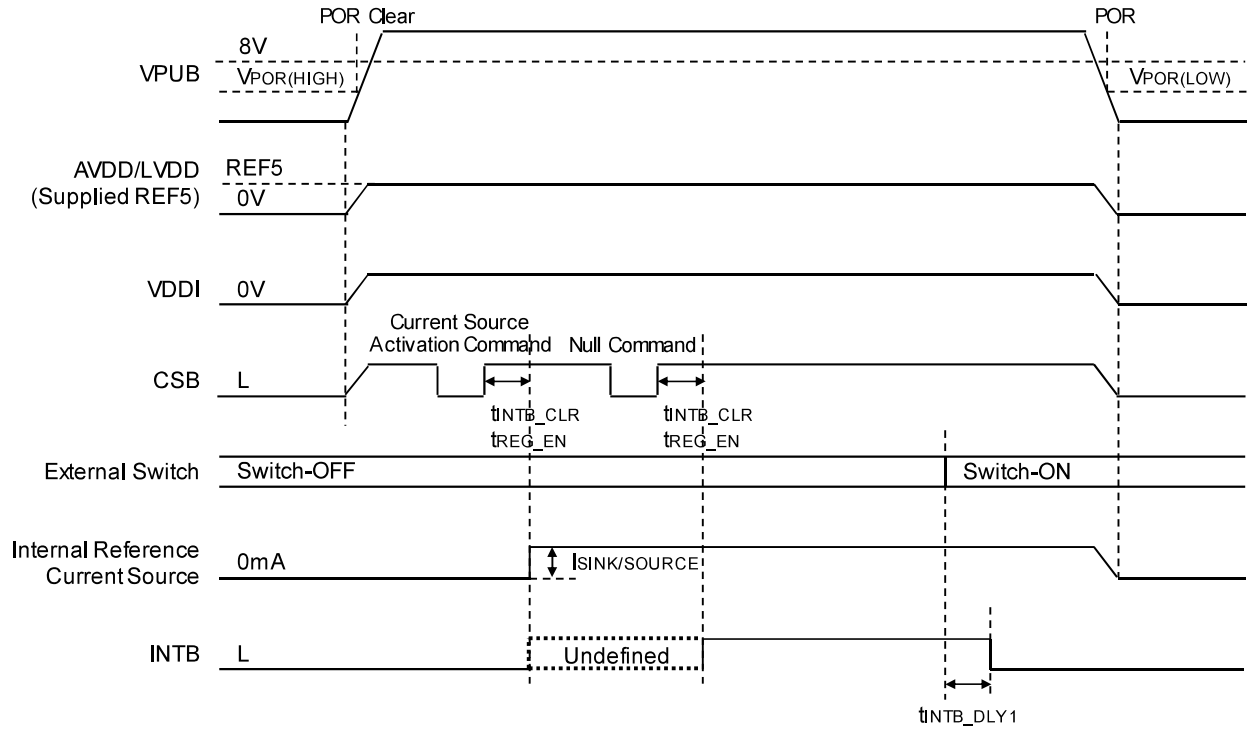 POR Clear
POR
8V
VPUB
VPOR(HIGH)
VPOR(LOW)
AVDD/LVDD
(Supplied REF5)
REF5
0V
VDDI
0V
Current Source
Activation Command
Null Command
CSB
L
tINTB_CLR
tREG_EN
tINTB_CLR
tREG_EN
External Switch
Switch-OFF
Switch-ON
Internal Reference
Current Source
0mA
ISINK/SOURCE
INTB
L
Undefined
tINTB_DLY1